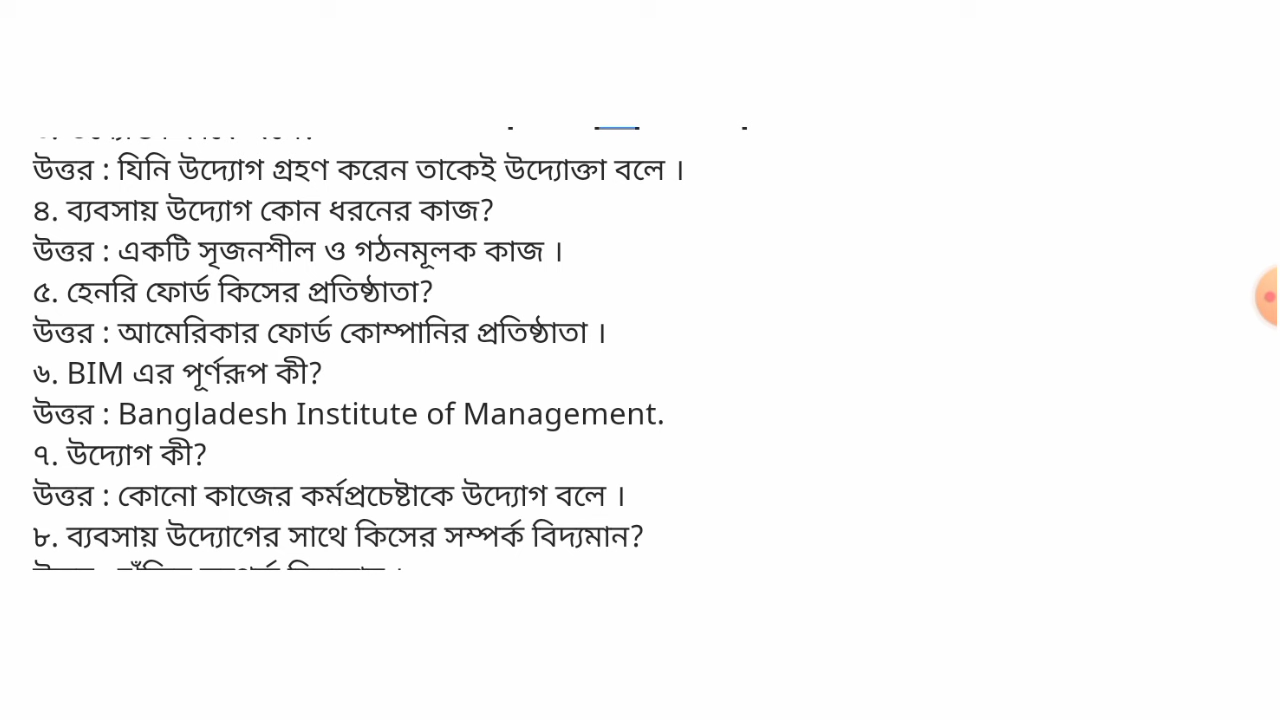 উত্তর : যিনি উদ্যোগ গ্রহণ করেন তাকেই উদ্যোক্তা বলে ।
৪. ব্যবসায় উদ্যোগ কোন ধরনের কাজ?
উত্তর : একটি সৃজনশীল ও গঠনমূলক কাজ ।
৫. হেনরি ফোর্ড কিসের প্রতিষ্ঠাতা?
উত্তর : আমেরিকার ফোর্ড কোম্পানির প্রতিষ্ঠাতা ।
৬. BIM এর পূর্ণরূপ কী?
উত্তর : Bangladesh Institute of Management.
৭. উদ্যোগ কী?
উত্তর : কোনো কাজের কর্মপ্রচেষ্টাকে উদ্যোগ বলে ।
৮. ব্যবসায় উদ্যোগের সাথে কিসের সম্পর্ক বিদ্যমান?